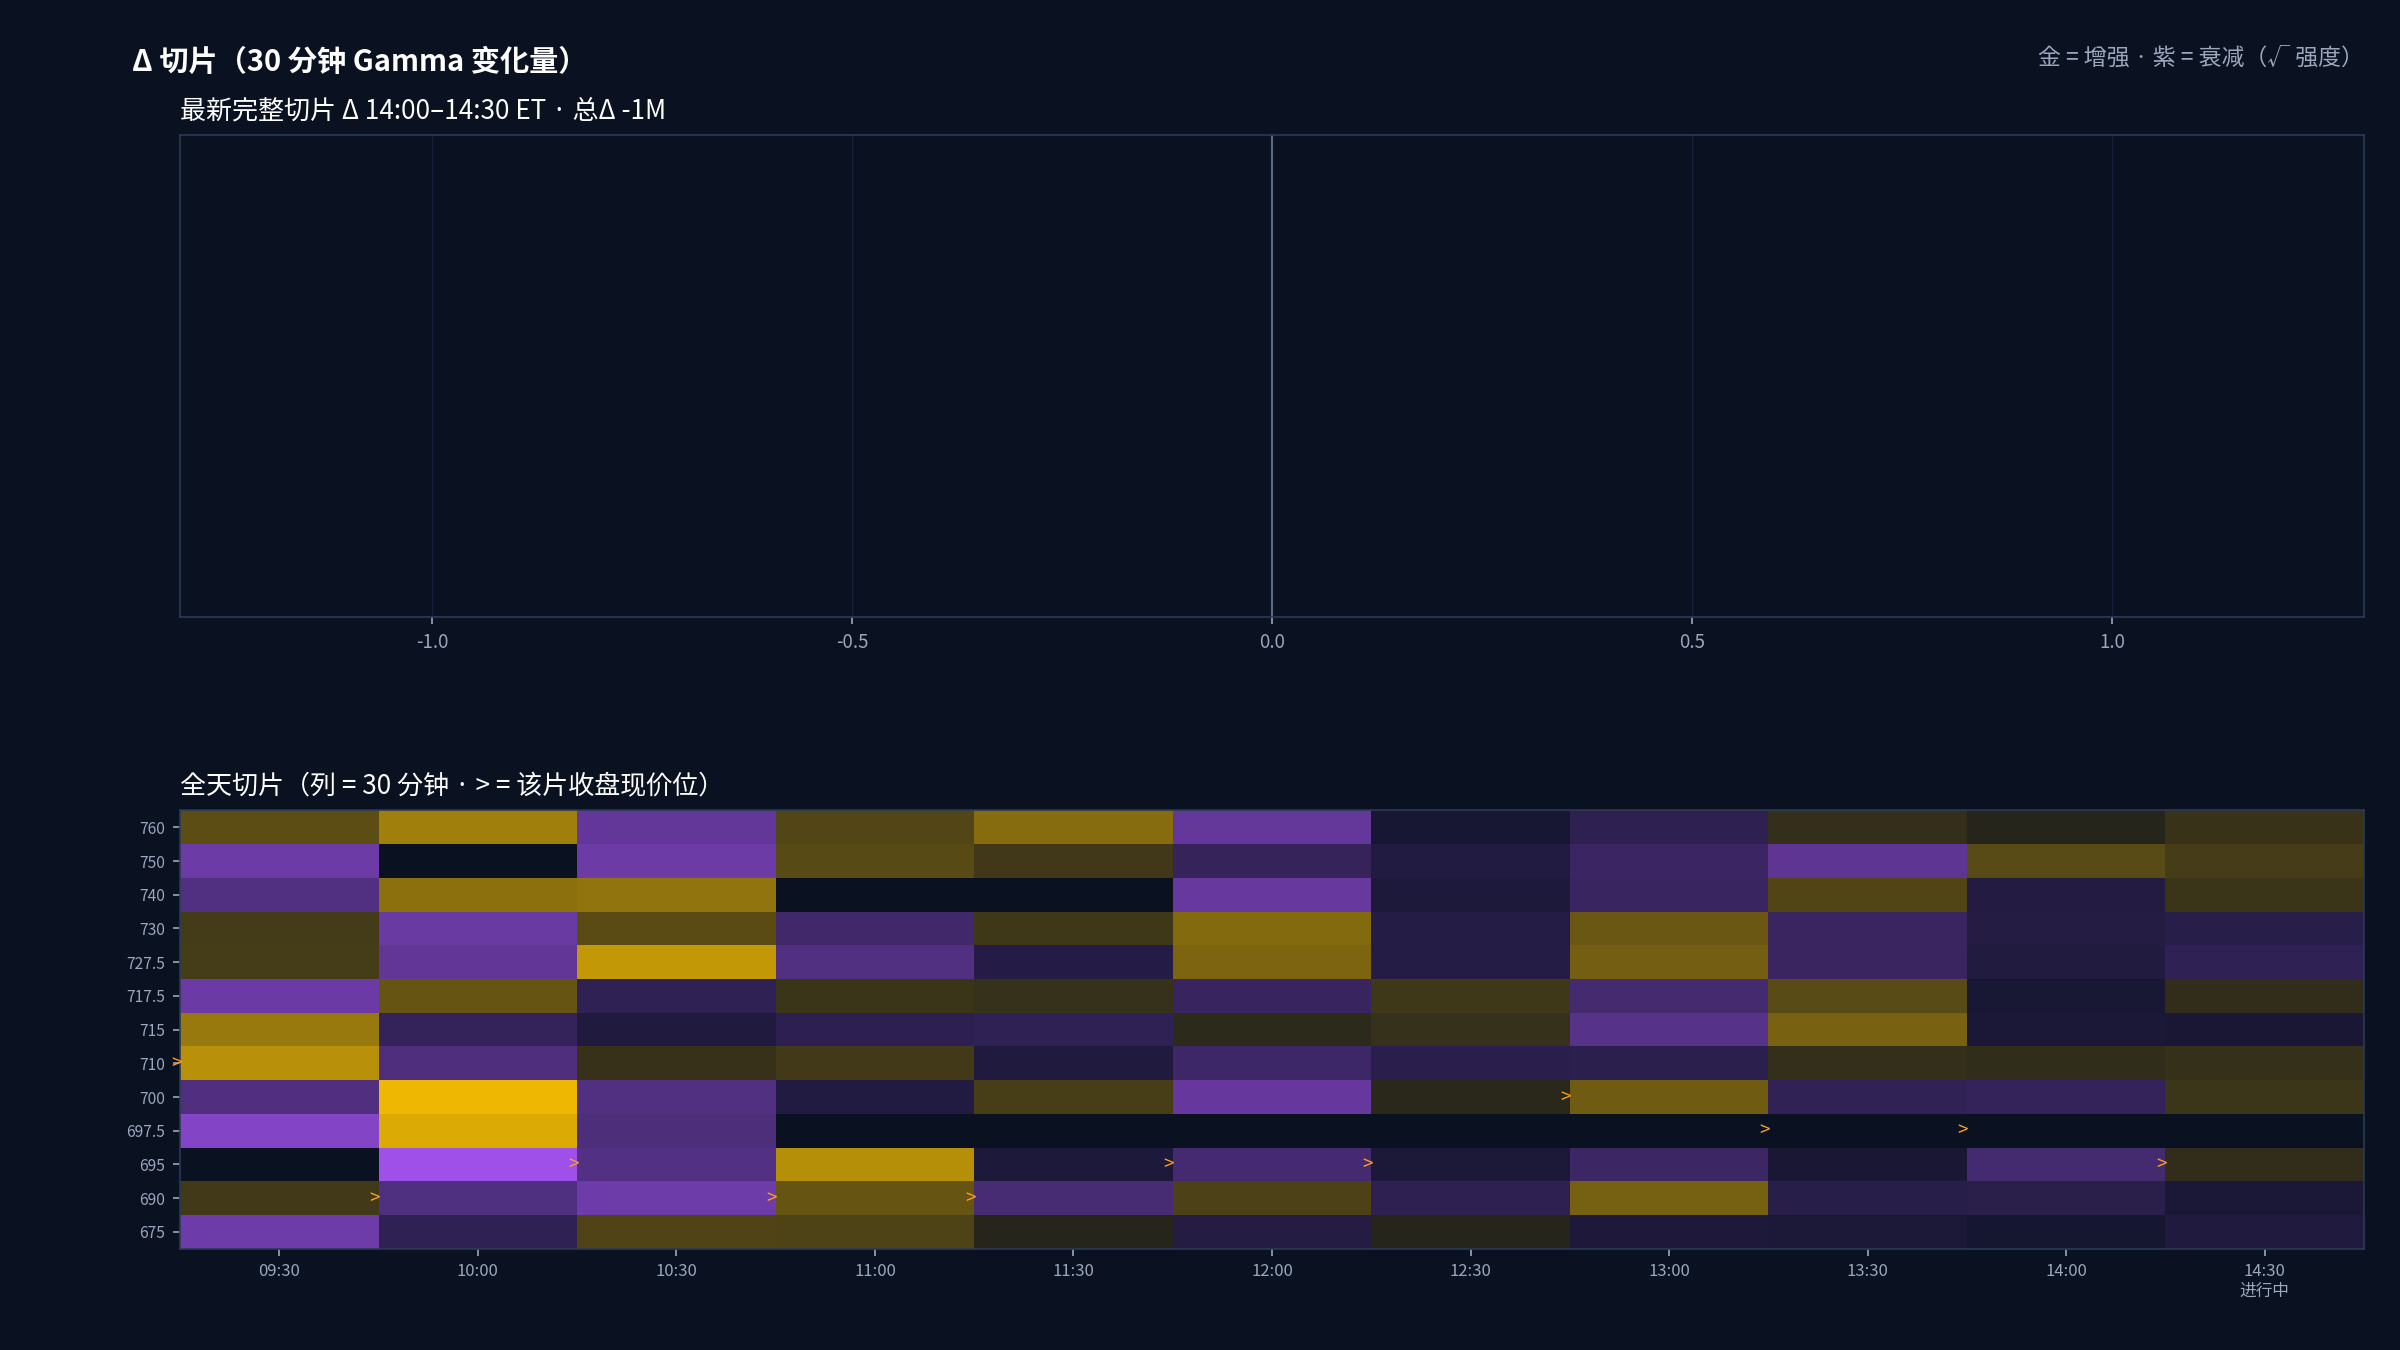 Δ 切片（30 分钟 Gamma 变化量）
金 = 增强 · 紫 = 衰减（√ 强度）
最新完整切片 Δ 14:00–14:30 ET · 总Δ -1M
-1.0 -0.5 0.0 0.5 1.0
全天切片（列 = 30 分钟 · > = 该片收盘现价位）
760
750
740
730
727.5
717.5
715
710 >
700 >
697.5 > >
695 > > > >
690 > > >
675
09:30 10:00 10:30 11:00 11:30 12:00 12:30 13:00 13:30 14:00 14:30
进行中